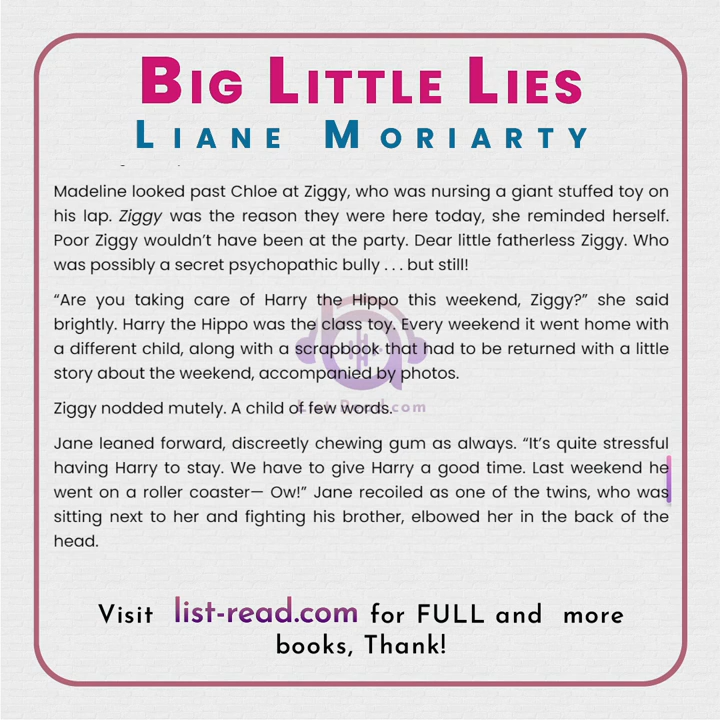 BIG LITTLE LIES
LIANE MORIARTY
Madeline looked past Chloe at Ziggy, who was nursing a giant stuffed toy on
his lap. Ziggy was the reason they were here today, she reminded herself.
Poor Ziggy wouldn’t have been at the party. Dear little fatherless Ziggy. Who
was possibly a secret psychopathic bully . . . but still!
“Are you taking care of Harry the Hippo this weekend, Ziggy?” she said
brightly. Harry the Hippo was the class toy. Every weekend it went home with
a different child, along with a scrapbook that had to be returned with a little
story about the weekend, accompanied by photos.
Ziggy nodded mutely. A child of few words.
List-Read.com
Jane leaned forward, discreetly chewing gum as always. “It’s quite stressful
having Harry to stay. We have to give Harry a good time. Last weekend he
went on a roller coaster— Ow!” Jane recoiled as one of the twins, who was
sitting next to her and fighting his brother, elbowed her in the back of the
head.
Visit list-read.com for FULL and more
books, Thank!